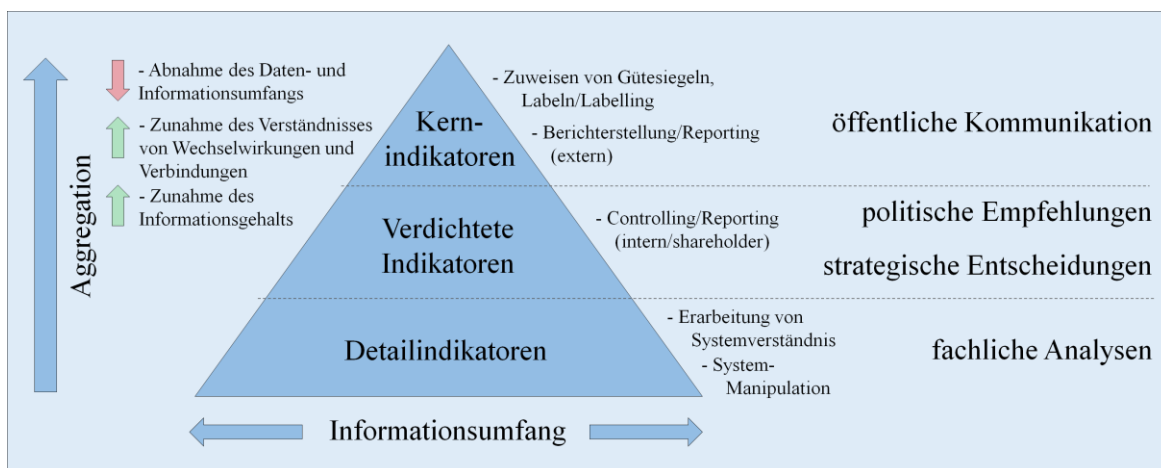 Aggregation
- Abnahme des Daten- und
Informationsumfangs
- Zunahme des Verständnisses
von Wechselwirkungen und
Verbindungen
- Zunahme des
Informationsgehalts
Kern-
indikatoren
- Zuweisen von Gütesiegeln,
Labeln/Labelling
- Berichterstellung/Reporting
(extern)
öffentliche Kommunikation
Verdichtete
Indikatoren
- Controlling/Reporting
(intern/shareholder)
politische Empfehlungen
strategische Entscheidungen
Detailindikatoren
- Erarbeitung von
Systemverständnis
- System-
Manipulation
fachliche Analysen
Informationsumfang